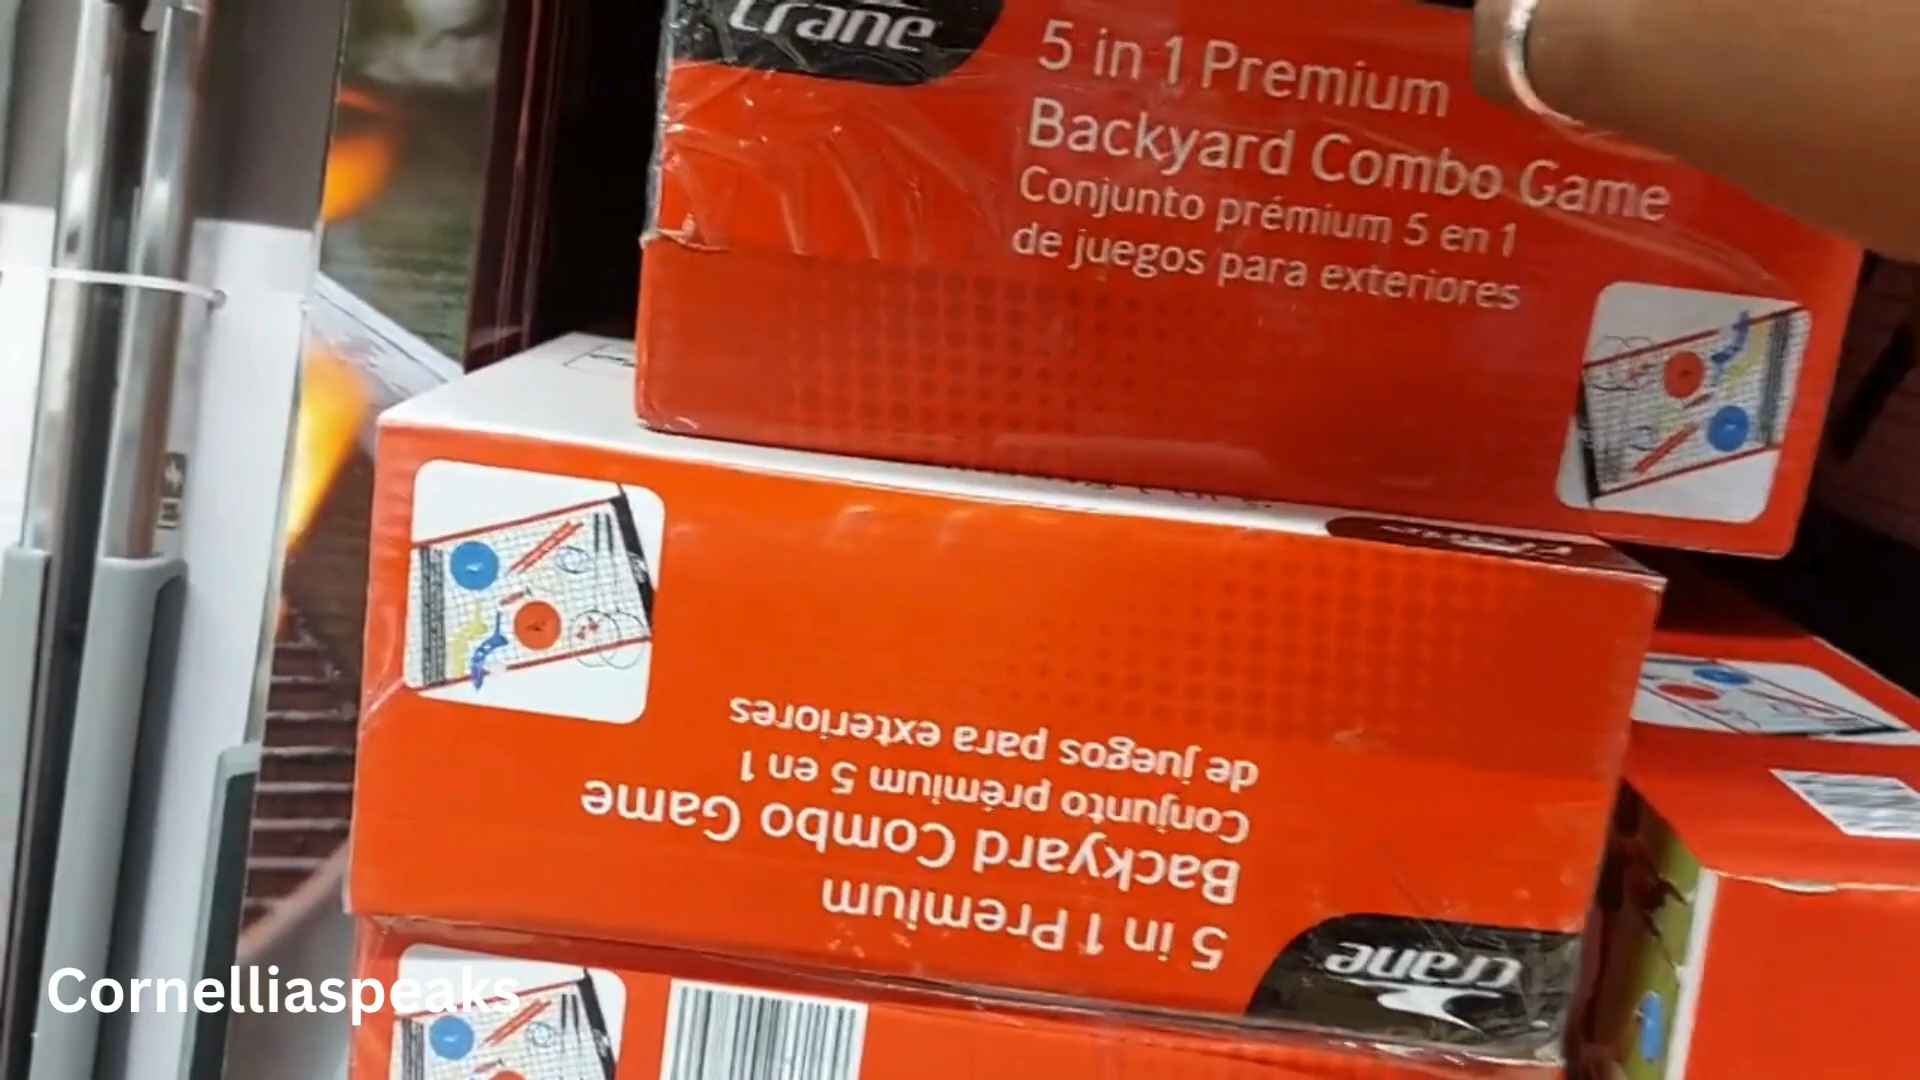 crane
5 in 1 Premium
Backyard Combo Game
Conjunto prémium 5 en 1
de juegos para exteriores
5 in 1 Premium
Backyard Combo Game
Conjunto prémium 5 en 1
de juegos para exteriores
crane
Cornelliaspeaks